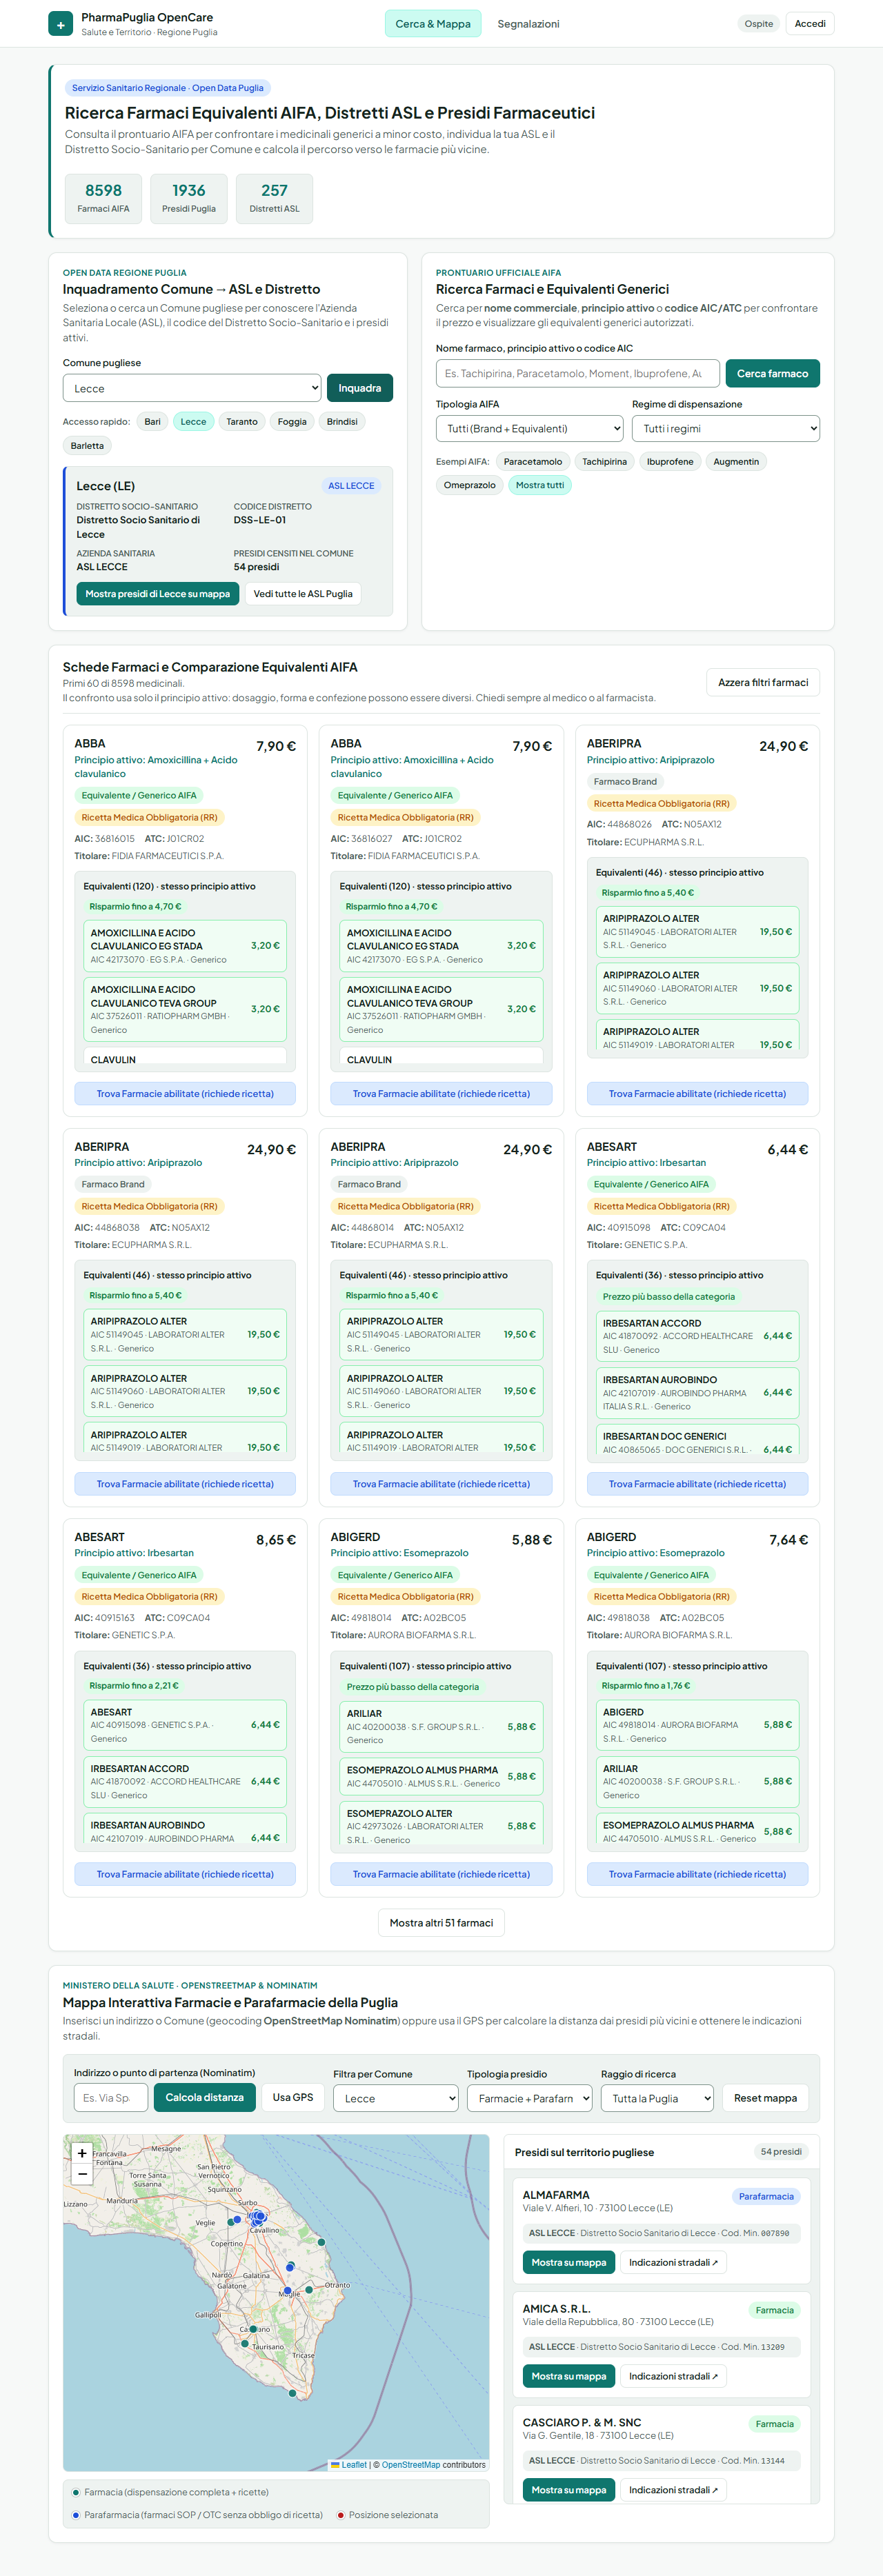 PharmaPuglia OpenCare
Salute e Territorio · Regione Puglia
Cerca & Mappa
Segnalazioni
Ospite
Accedi
Servizio Sanitario Regionale · Open Data Puglia
Ricerca Farmaci Equivalenti AIFA, Distretti ASL e Presidi Farmaceutici
Consulta il prontuario AIFA per confrontare i medicinali generici a minor costo, individua la tua ASL e il
Distretto Socio-Sanitario per Comune e calcola il percorso verso le farmacie più vicine.
8598
Farmaci AIFA
1936
Presidi Puglia
257
Distretti ASL
OPEN DATA REGIONE PUGLIA
Inquadramento Comune → ASL e Distretto
Seleziona o cerca un Comune pugliese per conoscere l'Azienda
Sanitaria Locale (ASL), il codice del Distretto Socio-Sanitario e i presidi
attivi.
Comune pugliese
Lecce
Inquadra
Accesso rapido:
Bari
Lecce
Taranto
Foggia
Brindisi
Barletta
Lecce (LE)
ASL LECCE
DISTRETTO SOCIO-SANITARIO
Distretto Socio Sanitario di
Lecce
CODICE DISTRETTO
DSS-LE-01
AZIENDA SANITARIA
ASL LECCE
PRESIDI CENSITI NEL COMUNE
54 presidi
Mostra presidi di Lecce su mappa
Vedi tutte le ASL Puglia
PRONTUARIO UFFICIALE AIFA
Ricerca Farmaci e Equivalenti Generici
Cerca per nome commerciale, principio attivo o codice AIC/ATC per confrontare
il prezzo e visualizzare gli equivalenti generici autorizzati.
Nome farmaco, principio attivo o codice AIC
Es. Tachipirina, Paracetamolo, Moment, Ibuprofene, Au
Cerca farmaco
Tipologia AIFA
Tutti (Brand + Equivalenti)
Regime di dispensazione
Tutti i regimi
Esempi AIFA:
Paracetamolo
Tachipirina
Ibuprofene
Augmentin
Omeprazolo
Mostra tutti
Schede Farmaci e Comparazione Equivalenti AIFA
Primi 60 di 8598 medicinali.
Il confronto usa solo il principio attivo: dosaggio, forma e confezione possono essere diversi. Chiedi sempre al medico o al farmacista.
Azzera filtri farmaci
ABBA
7,90 €
Principio attivo: Amoxicillina + Acido
clavulanico
Equivalente / Generico AIFA
Ricetta Medica Obbligatoria (RR)
AIC: 36816015 ATC: J01CR02
Titolare: FIDIA FARMACEUTICI S.P.A.
Equivalenti (120) · stesso principio attivo
Risparmio fino a 4,70 €
AMOXICILLINA E ACIDO
CLAVULANICO EG STADA
AIC 42173070 · EG S.P.A. · Generico
3,20 €
AMOXICILLINA E ACIDO
CLAVULANICO TEVA GROUP
AIC 37526011 · RATIOPHARM GMBH ·
Generico
3,20 €
CLAVULIN
Trova Farmacie abilitate (richiede ricetta)
ABBA
7,90 €
Principio attivo: Amoxicillina + Acido
clavulanico
Equivalente / Generico AIFA
Ricetta Medica Obbligatoria (RR)
AIC: 36816027 ATC: J01CR02
Titolare: FIDIA FARMACEUTICI S.P.A.
Equivalenti (120) · stesso principio attivo
Risparmio fino a 4,70 €
AMOXICILLINA E ACIDO
CLAVULANICO EG STADA
AIC 42173070 · EG S.P.A. · Generico
3,20 €
AMOXICILLINA E ACIDO
CLAVULANICO TEVA GROUP
AIC 37526011 · RATIOPHARM GMBH ·
Generico
3,20 €
CLAVULIN
Trova Farmacie abilitate (richiede ricetta)
ABERIPRA
24,90 €
Principio attivo: Aripiprazolo
Farmaco Brand
Ricetta Medica Obbligatoria (RR)
AIC: 44868026 ATC: N05AX12
Titolare: ECUPHARMA S.R.L.
Equivalenti (46) · stesso principio attivo
Risparmio fino a 5,40 €
ARIPIPRAZOLO ALTER
AIC 51149045 · LABORATORI ALTER
S.R.L. · Generico
19,50 €
ARIPIPRAZOLO ALTER
AIC 51149060 · LABORATORI ALTER
S.R.L. · Generico
19,50 €
ARIPIPRAZOLO ALTER
AIC 51149019 · LABORATORI ALTER
19,50 €
Trova Farmacie abilitate (richiede ricetta)
ABERIPRA
24,90 €
Principio attivo: Aripiprazolo
Farmaco Brand
Ricetta Medica Obbligatoria (RR)
AIC: 44868038 ATC: N05AX12
Titolare: ECUPHARMA S.R.L.
Equivalenti (46) · stesso principio attivo
Risparmio fino a 5,40 €
ARIPIPRAZOLO ALTER
AIC 51149045 · LABORATORI ALTER
S.R.L. · Generico
19,50 €
ARIPIPRAZOLO ALTER
AIC 51149060 · LABORATORI ALTER
S.R.L. · Generico
19,50 €
ARIPIPRAZOLO ALTER
AIC 51149019 · LABORATORI ALTER
19,50 €
Trova Farmacie abilitate (richiede ricetta)
ABERIPRA
24,90 €
Principio attivo: Aripiprazolo
Farmaco Brand
Ricetta Medica Obbligatoria (RR)
AIC: 44868014 ATC: N05AX12
Titolare: ECUPHARMA S.R.L.
Equivalenti (46) · stesso principio attivo
Risparmio fino a 5,40 €
ARIPIPRAZOLO ALTER
AIC 51149045 · LABORATORI ALTER
S.R.L. · Generico
19,50 €
ARIPIPRAZOLO ALTER
AIC 51149060 · LABORATORI ALTER
S.R.L. · Generico
19,50 €
ARIPIPRAZOLO ALTER
AIC 51149019 · LABORATORI ALTER
19,50 €
Trova Farmacie abilitate (richiede ricetta)
ABESART
6,44 €
Principio attivo: Irbesartan
Equivalente / Generico AIFA
Ricetta Medica Obbligatoria (RR)
AIC: 40915098 ATC: C09CA04
Titolare: GENETIC S.P.A.
Equivalenti (36) · stesso principio attivo
Prezzo più basso della categoria
IRBESARTAN ACCORD
AIC 41870092 · ACCORD HEALTHCARE
SLU · Generico
6,44 €
IRBESARTAN AUROBINDO
AIC 42107019 · AUROBINDO PHARMA
ITALIA S.R.L. · Generico
6,44 €
IRBESARTAN DOC GENERICI
AIC 40865065 · DOC GENERICI S.R.L. ·
6,44 €
Trova Farmacie abilitate (richiede ricetta)
ABESART
8,65 €
Principio attivo: Irbesartan
Equivalente / Generico AIFA
Ricetta Medica Obbligatoria (RR)
AIC: 40915163 ATC: C09CA04
Titolare: GENETIC S.P.A.
Equivalenti (36) · stesso principio attivo
Risparmio fino a 2,21 €
ABESART
AIC 40915098 · GENETIC S.P.A. ·
Generico
6,44 €
IRBESARTAN ACCORD
AIC 41870092 · ACCORD HEALTHCARE
SLU · Generico
6,44 €
IRBESARTAN AUROBINDO
AIC 42107019 · AUROBINDO PHARMA
6,44 €
Trova Farmacie abilitate (richiede ricetta)
ABIGERD
5,88 €
Principio attivo: Esomeprazolo
Equivalente / Generico AIFA
Ricetta Medica Obbligatoria (RR)
AIC: 49818014 ATC: A02BC05
Titolare: AURORA BIOFARMA S.R.L.
Equivalenti (107) · stesso principio attivo
Prezzo più basso della categoria
ARILIAR
AIC 40200038 · S.F. GROUP S.R.L. ·
Generico
5,88 €
ESOMEPRAZOLO ALMUS PHARMA
AIC 44705010 · ALMUS S.R.L. · Generico
5,88 €
ESOMEPRAZOLO ALTER
AIC 42973026 · LABORATORI ALTER
S.R.L. · Generico
5,88 €
Trova Farmacie abilitate (richiede ricetta)
ABIGERD
7,64 €
Principio attivo: Esomeprazolo
Equivalente / Generico AIFA
Ricetta Medica Obbligatoria (RR)
AIC: 49818038 ATC: A02BC05
Titolare: AURORA BIOFARMA S.R.L.
Equivalenti (107) · stesso principio attivo
Risparmio fino a 1,76 €
ABIGERD
AIC 49818014 · AURORA BIOFARMA
S.R.L. · Generico
5,88 €
ARILIAR
AIC 40200038 · S.F. GROUP S.R.L. ·
Generico
5,88 €
ESOMEPRAZOLO ALMUS PHARMA
AIC 44705010 · ALMUS S.R.L. · Generico
5,88 €
Trova Farmacie abilitate (richiede ricetta)
Mostra altri 51 farmaci
MINISTERO DELLA SALUTE · OPENSTREETMAP & NOMINATIM
Mappa Interattiva Farmacie e Parafarmacie della Puglia
Inserisci un indirizzo o Comune (geocoding OpenStreetMap Nominatim) oppure usa il GPS per calcolare la distanza dai presidi più vicini e ottenere le indicazioni
stradali.
Indirizzo o punto di partenza (Nominatim)
Es. Via Sp.
Calcola distanza
Usa GPS
Filtra per Comune
Lecce
Tipologia presidio
Farmacie + Parafarm
Raggio di ricerca
Tutta la Puglia
Reset mappa
+
−
Mesagne
Francavilla
Fontana
San Pietro
Vernotico
Torre Santa
Susanna
Squinzano
Lizzano
Manduria
Surbo
Veglie
Cavallino
Copertino
Nardò
Galatina
Galatone
Otranto
Maglie
Gallipoli
Taurisano
Tricase
Leaflet | © OpenStreetMap contributors
Farmacia (dispensazione completa + ricette)
Parafarmacia (farmaci SOP / OTC senza obbligo di ricetta)
Posizione selezionata
Presidi sul territorio pugliese
54 presidi
ALMAFARMA
Parafarmacia
Viale V. Alfieri, 10 · 73100 Lecce (LE)
ASL LECCE · Distretto Socio Sanitario di Lecce · Cod. Min. 007890
Mostra su mappa
Indicazioni stradali ↗
AMICA S.R.L.
Farmacia
Viale della Repubblica, 80 · 73100 Lecce (LE)
ASL LECCE · Distretto Socio Sanitario di Lecce · Cod. Min. 13209
Mostra su mappa
Indicazioni stradali ↗
CASCIARO P. & M. SNC
Farmacia
Via G. Gentile, 18 · 73100 Lecce (LE)
ASL LECCE · Distretto Socio Sanitario di Lecce · Cod. Min. 13144
Mostra su mappa
Indicazioni stradali ↗